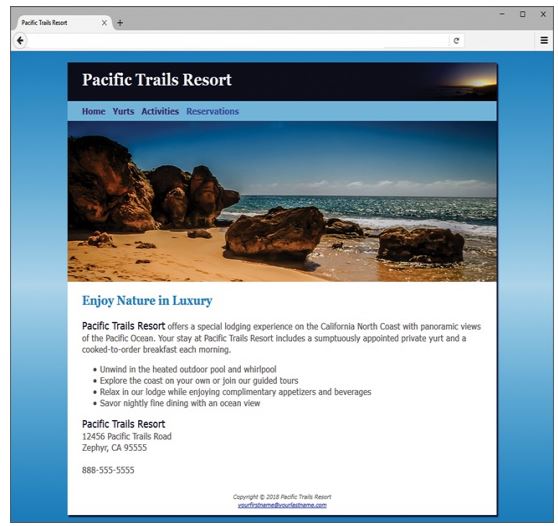 Pacific Trails Resort
Pacific Trails Resort
Home Yurts Activities Reservations
Enjoy Nature in Luxury
Pacific Trails Resort offers a special lodging experience on the California North Coast with panoramic views
of the Pacific Ocean. Your stay at Pacific Trails Resort includes a sumptuously appointed private yurt and a
cooked-to-order breakfast each morning.
• Unwind in the heated outdoor pool and whirlpool
• Explore the coast on your own or join our guided tours
• Relax in our lodge while enjoying complimentary appetizers and beverages
• Savor nightly fine dining with an ocean view
Pacific Trails Resort
12456 Pacific Trails Road
Zephyr, CA 95555
888-555-5555
Copyright © 2018 Pacific Trails Resort
yourfirstname@yourlastname.com